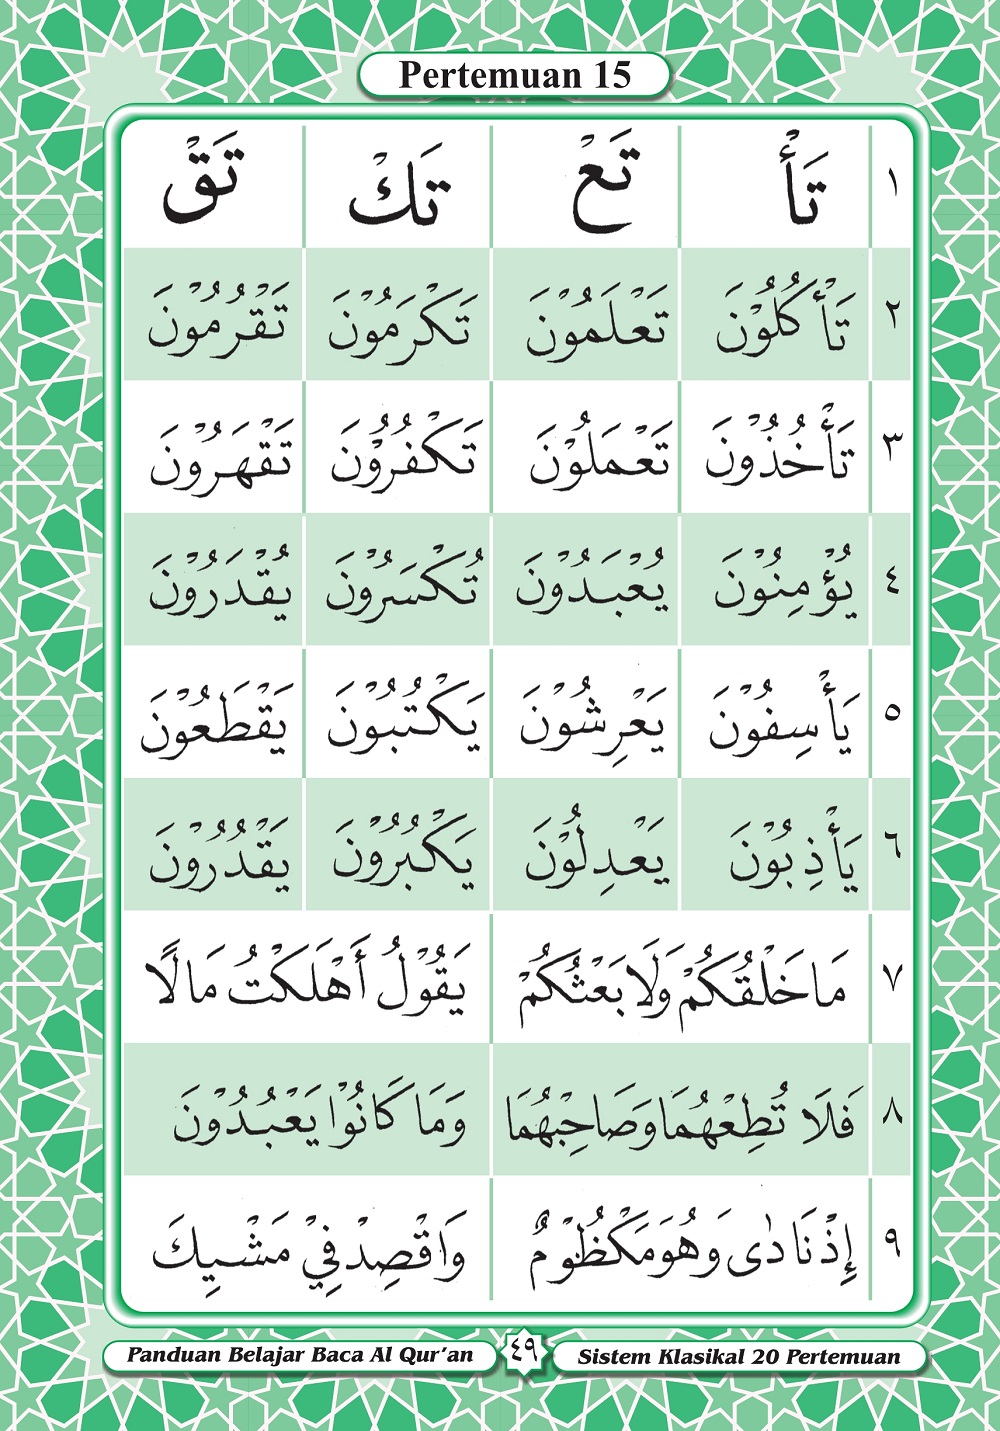 Pertemuan 15
١ تَأْ تَعْ تَكْ تَقْ
٢ تَأْكُلُوْنَ تَعْلَمُوْنَ تَكْرَمُوْنَ تَقْرُمُوْنَ
٣ تَأْخُذُوْنَ تَعْمَلُوْنَ تَكْفُرُوْنَ تَقْهَرُوْنَ
٤ يُؤْمِنُوْنَ يُعْبَدُوْنَ تُكْسَرُوْنَ يُقْدَرُوْنَ
٥ يَأْسِفُوْنَ يَعْرِشُوْنَ يَكْتُبُوْنَ يَقْطَعُوْنَ
٦ يَأْذِبُوْنَ يَعْدِلُوْنَ يَكْبُرُوْنَ يَقْدُرُوْنَ
٧ مَا خَلْقُكُمْ وَلَا بَعْثُكُمْ يَقُوْلُ أَهْلَكْتُ مَالًا
٨ فَلَا تُطِعْهُمَا وَصَاحِبْهُمَا وَمَا كَانُوْا يَعْبُدُوْنَ
٩ إِذْ نَادٰى وَهُوَ مَكْظُوْمٌ وَاقْصِدْ فِيْ مَشْيِكَ
Panduan Belajar Baca Al Qur'an ٤٩ Sistem Klasikal 20 Pertemuan